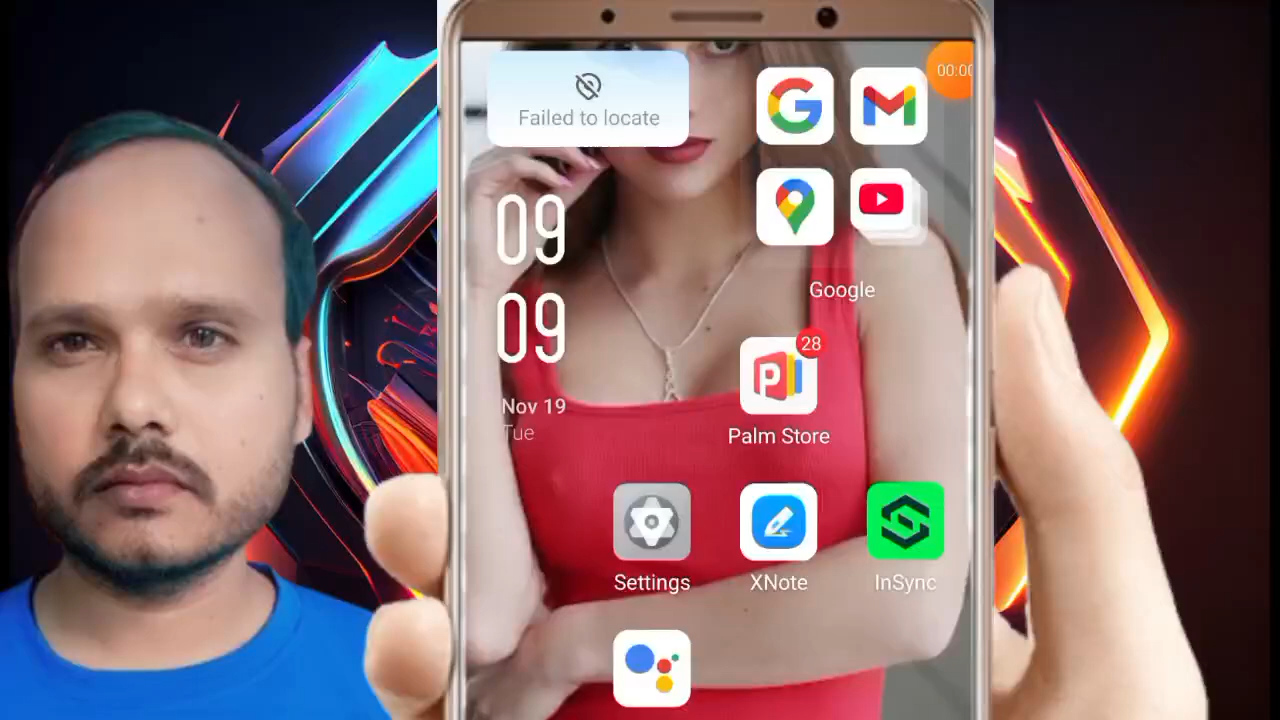 Failed to locate
00:00
09
09
Nov 19
Tue
Google
28
Palm Store
Settings
XNote
InSync